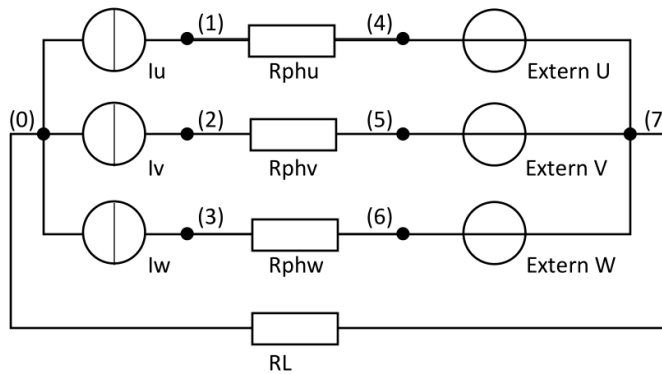 (1)
(4)
Iu
Rphu
Extern U
(0)
(2)
(5)
(7
Iv
Rphv
Extern V
(3)
(6)
Iw
Rphw
Extern W
RL